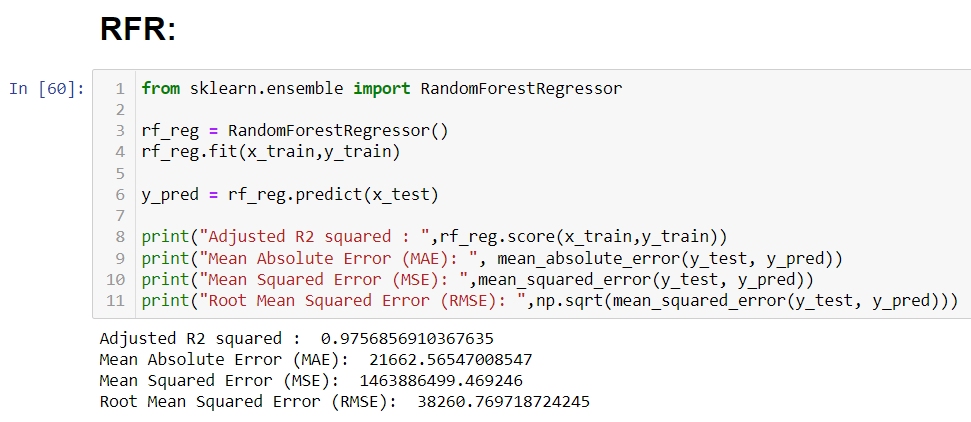 RFR:
In [60]:
1 from sklearn.ensemble import RandomForestRegressor
2
3 rf_reg = RandomForestRegressor()
4 rf_reg.fit(x_train,y_train)
5
6 y_pred = rf_reg.predict(x_test)
7
8 print("Adjusted R2 squared : ",rf_reg.score(x_train,y_train))
9 print("Mean Absolute Error (MAE): ", mean_absolute_error(y_test, y_pred))
10 print("Mean Squared Error (MSE): ",mean_squared_error(y_test, y_pred))
11 print("Root Mean Squared Error (RMSE): ",np.sqrt(mean_squared_error(y_test, y_pred)))
Adjusted R2 squared :  0.9756856910367635
Mean Absolute Error (MAE):  21662.56547008547
Mean Squared Error (MSE):  1463886499.469246
Root Mean Squared Error (RMSE):  38260.769718724245